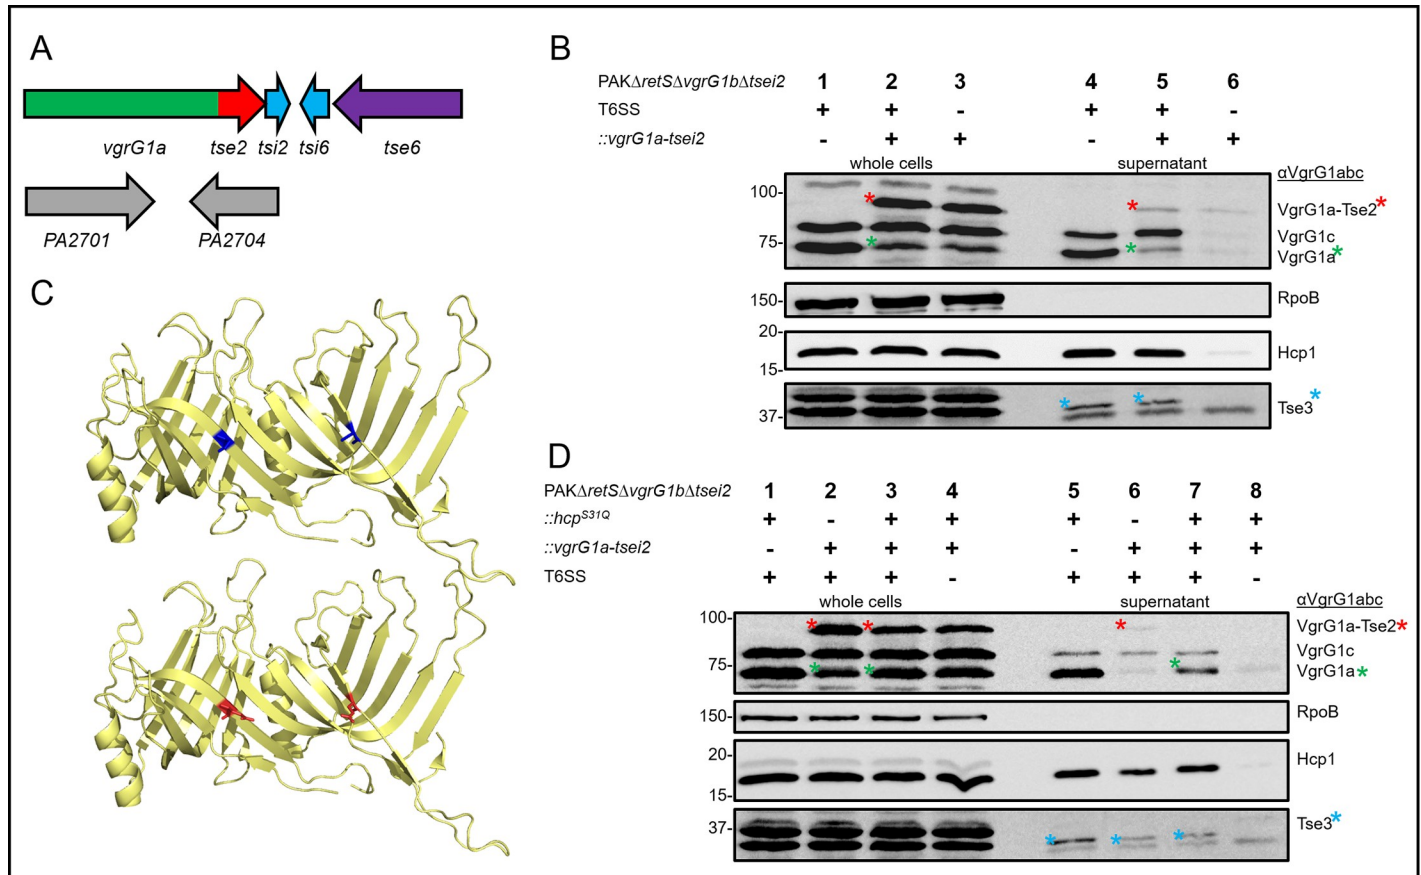 A
vgrG1a tse2 tsi2 tsi6 tse6
PA2701 PA2704
B
PAKΔretSΔvgrG1bΔtsei2 1 2 3 4 5 6
T6SS + + - + + -
::vgrG1a-tsei2 - + + - + +
whole cells supernatant αVgrG1abc
100-
VgrG1a-Tse2*
VgrG1c
75-
VgrG1a*
150- RpoB
20-
Hcp1
15-
Tse3*
37-
C
D
PAKΔretSΔvgrG1bΔtsei2 1 2 3 4 5 6 7 8
::hcpS31Q + - + + + - + +
::vgrG1a-tsei2 - + + + - + + +
T6SS + + + - + + + -
whole cells supernatant αVgrG1abc
100-
VgrG1a-Tse2*
VgrG1c
75-
VgrG1a*
150- RpoB
20-
Hcp1
15-
Tse3*
37-